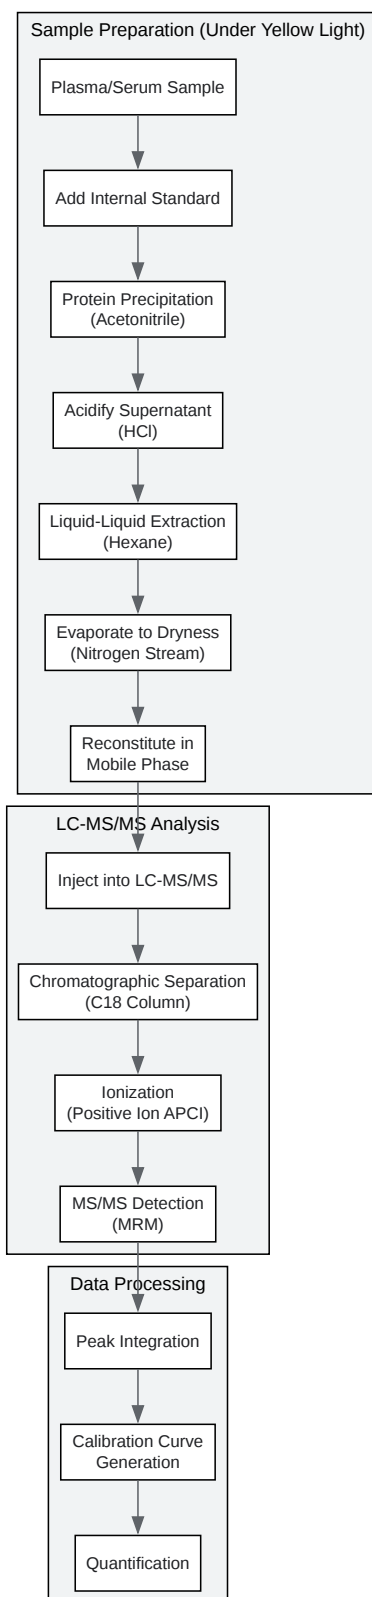 Sample Preparation (Under Yellow Light)
Plasma/Serum Sample
Add Internal Standard
Protein Precipitation
(Acetonitrile)
Acidify Supernatant
(HCl)
Liquid-Liquid Extraction
(Hexane)
Evaporate to Dryness
(Nitrogen Stream)
Reconstitute in
Mobile Phase
LC-MS/MS Analysis
Inject into LC-MS/MS
Chromatographic Separation
(C18 Column)
Ionization
(Positive Ion APCI)
MS/MS Detection
(MRM)
Data Processing
Peak Integration
Calibration Curve
Generation
Quantification